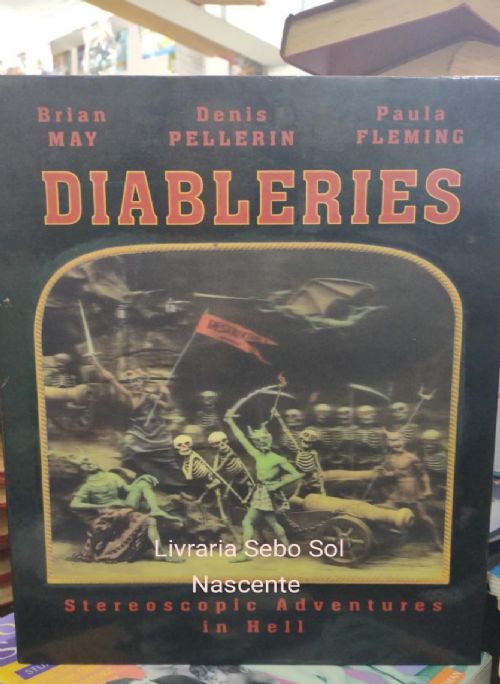 Brian Denis Paula
MAY PELLERIN FLEMING
DIABLERIES
Livraria Sebo Sol
Nascente
Stereoscopic Adventures
in Hell